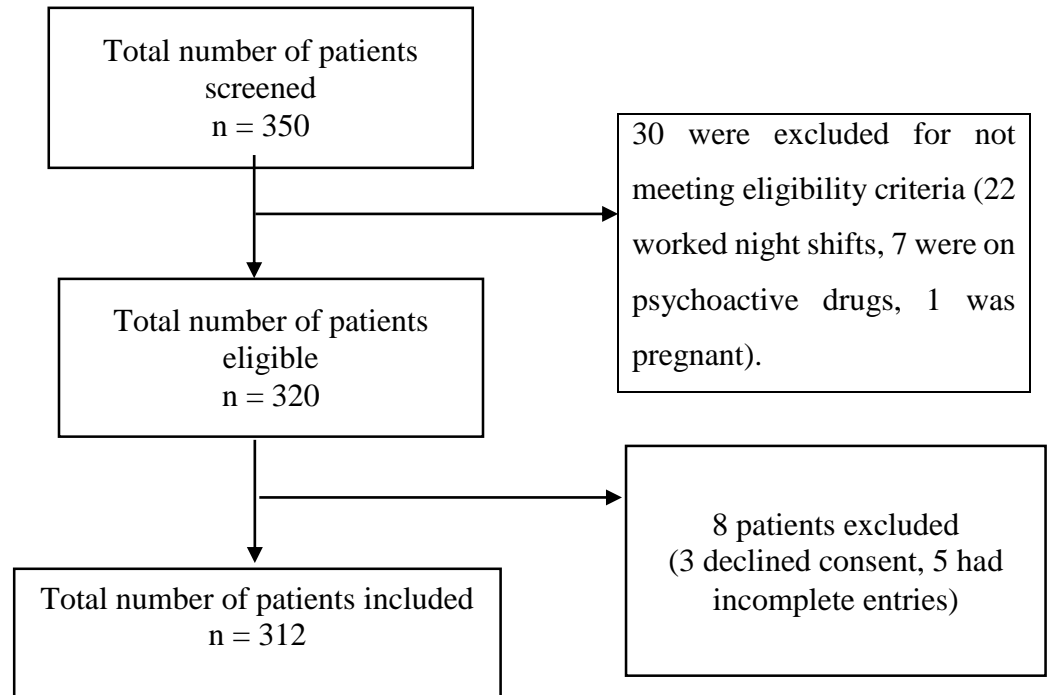 Total number of patients
screened
n = 350
30 were excluded for not
meeting eligibility criteria (22
worked night shifts, 7 were on
psychoactive drugs, 1 was
pregnant).
Total number of patients
eligible
n = 320
8 patients excluded
(3 declined consent, 5 had
incomplete entries)
Total number of patients included
n = 312